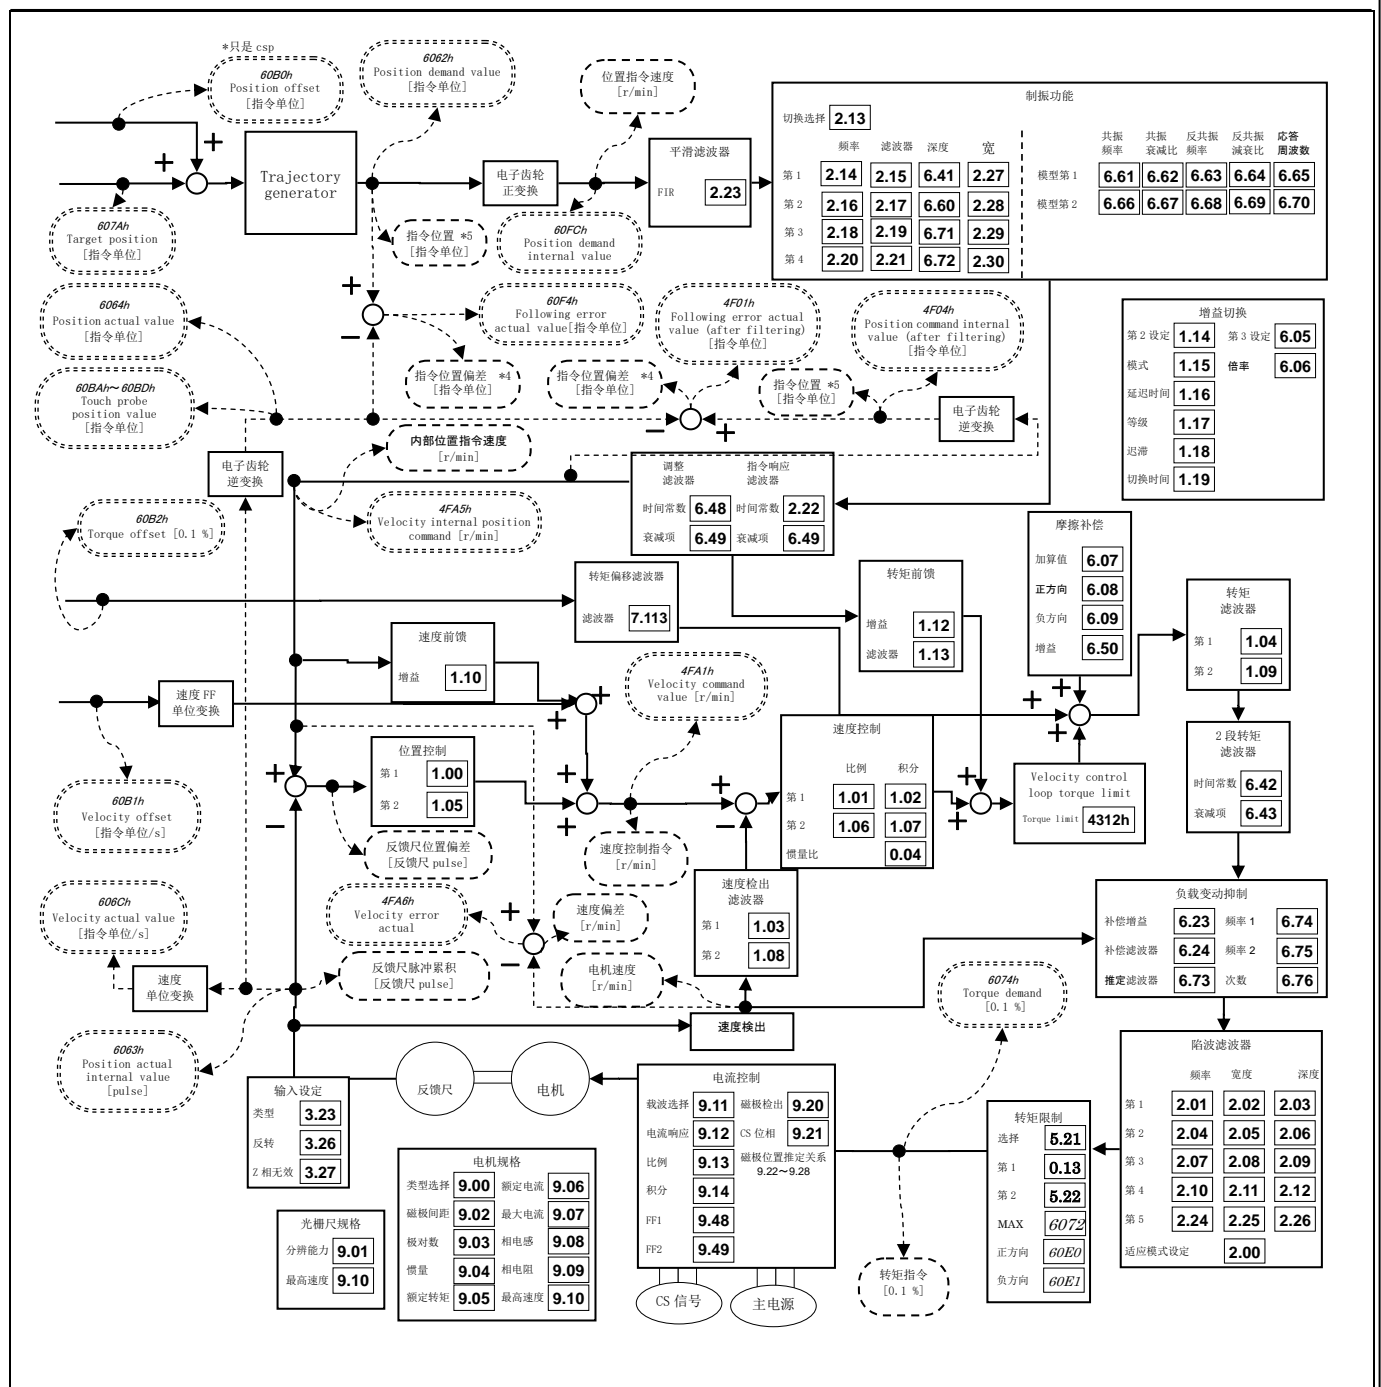 *只是 csp
60B0h
Position offset
[指令单位]
6062h
Position demand value
[指令单位]
位置指令速度
[r/min]
Trajectory
generator
电子齿轮
正变换
平滑滤波器
FIR 2.23
制振功能
切换选择 2.13
频率 滤波器 深度 宽
第 1 2.14 2.15 6.41 2.27
第 2 2.16 2.17 6.60 2.28
第 3 2.18 2.19 6.71 2.29
第 4 2.20 2.21 6.72 2.30
共振 共振 反共振 反共振 应答
频率 衰减比 频率 減衰比 周波数
模型第 1 6.61 6.62 6.63 6.64 6.65
模型第 2 6.66 6.67 6.68 6.69 6.70
607Ah
Target position
[指令单位]
指令位置 *5
[指令单位]
60FCh
Position demand
internal value
6064h
Position actual value
[指令单位]
60F4h
Following error
actual value[指令单位]
4F01h
Following error actual
value (after filtering)
[指令单位]
4F04h
Position command internal
value (after filtering)
[指令单位]
60BAh～60BDh
Touch probe
position value
[指令单位]
指令位置偏差 *4
[指令单位]
指令位置偏差 *4
[指令单位]
指令位置 *5
[指令单位]
电子齿轮
逆变换
增益切换
第 2 设定 1.14 第 3 设定 6.05
模式 1.15 倍率 6.06
延迟时间 1.16
等级 1.17
迟滞 1.18
切换时间 1.19
电子齿轮
逆变换
内部位置指令速度
[r/min]
4FA5h
Velocity internal position
command [r/min]
60B2h
Torque offset [0.1 %]
调整 指令响应
滤波器 滤波器
时间常数 6.48 时间常数 2.22
衰减项 6.49 衰减项 6.49
转矩偏移滤波器
滤波器 7.113
转矩前馈
增益 1.12
滤波器 1.13
摩擦补偿
加算值 6.07
正方向 6.08
负方向 6.09
增益 6.50
转矩
滤波器
第 1 1.04
第 2 1.09
速度前馈
增益 1.10
4FA1h
Velocity command
value [r/min]
速度 FF
单位变换
位置控制
第 1 1.00
第 2 1.05
速度控制
比例 积分
第 1 1.01 1.02
第 2 1.06 1.07
惯量比 0.04
Velocity control
loop torque limit
Torque limit 4312h
2 段转矩
滤波器
时间常数 6.42
衰减项 6.43
60B1h
Velocity offset
[指令单位/s]
反馈尺位置偏差
[反馈尺 pulse]
速度控制指令
[r/min]
速度检出
滤波器
第 1 1.03
第 2 1.08
606Ch
Velocity actual value
[指令单位/s]
4FA6h
Velocity error
actual
速度偏差
[r/min]
负载变动抑制
补偿增益 6.23 频率 1 6.74
补偿滤波器 6.24 频率 2 6.75
推定滤波器 6.73 次数 6.76
速度
单位变换
反馈尺脉冲累积
[反馈尺 pulse]
电机速度
[r/min]
6074h
Torque demand
[0.1 %]
速度検出
6063h
Position actual
internal value
[pulse]
输入设定
类型 3.23
反转 3.26
Z 相无效 3.27
反馈尺
电机
电流控制
载波选择 9.11 磁极检出 9.20
电流响应 9.12 CS 位相 9.21
比例 9.13 磁极位置推定关系
9.22～9.28
积分 9.14
FF1 9.48
FF2 9.49
CS 信号
主电源
陷波滤波器
频率 宽度 深度
第 1 2.01 2.02 2.03
第 2 2.04 2.05 2.06
第 3 2.07 2.08 2.09
第 4 2.10 2.11 2.12
第 5 2.24 2.25 2.26
适应模式设定 2.00
转矩限制
选择 5.21
第 1 0.13
第 2 5.22
MAX 6072
正方向 60E0
负方向 60E1
电机规格
类型选择 9.00 额定电流 9.06
磁极间距 9.02 最大电流 9.07
极对数 9.03 相电感 9.08
惯量 9.04 相电阻 9.09
额定转矩 9.05 最高速度 9.10
光栅尺规格
分辨能力 9.01
最高速度 9.10
转矩指令
[0.1 %]